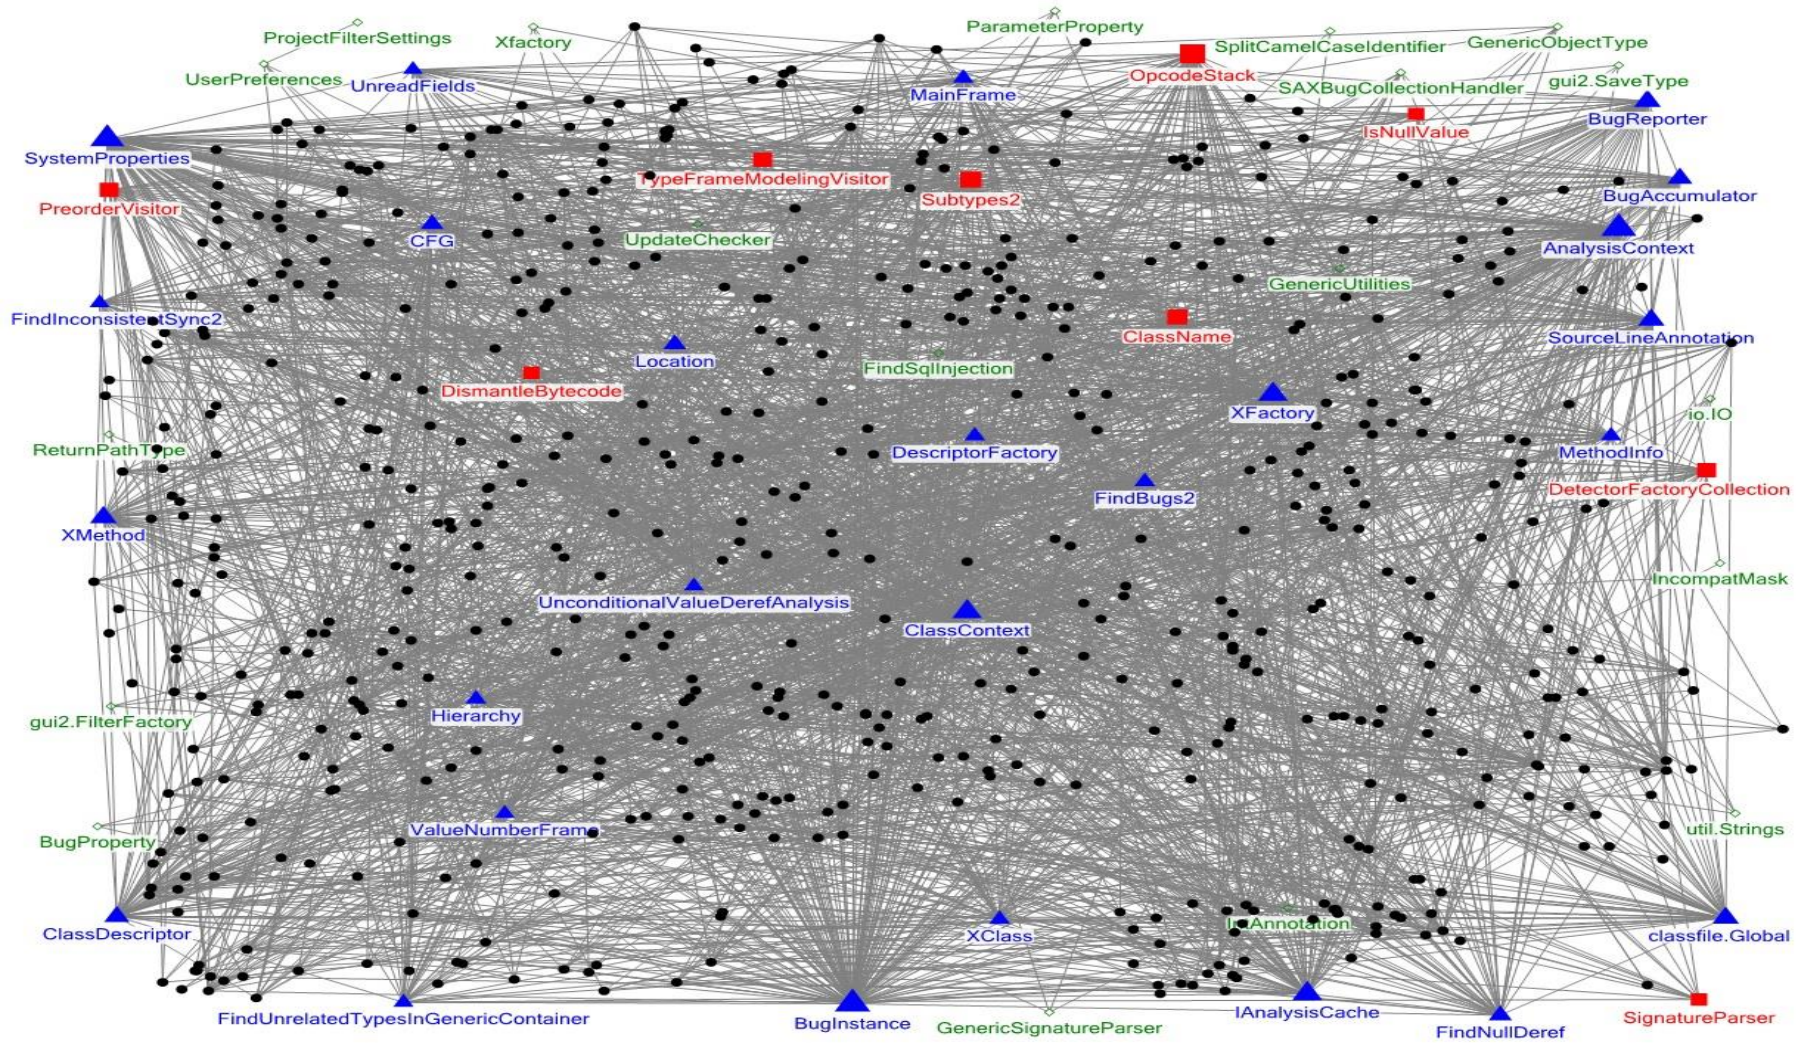 ParameterProperty
ProjectFilterSettings
Xfactory
SplitCamelCaseIdentifier
GenericObjectType
UserPreferences
UnreadFields
MainFrame
OpcodeStack
SAXBugCollectionHandler
gui2.SaveType
BugReporter
IsNullValue
SystemProperties
TypeFrameModelingVisitor
PreorderVisitor
Subtypes2
BugAccumulator
CFG
UpdateChecker
AnalysisContext
GenericUtilities
FindInconsistentSync2
ClassName
SourceLineAnnotation
Location
FindSqlInjection
DismantleBytecode
XFactory
io.IO
ReturnPathType
DescriptorFactory
MethodInfo
FindBugs2
DetectorFactoryCollection
XMethod
IncompatMask
UnconditionalValueDerefAnalysis
ClassContext
Hierarchy
gui2.FilterFactory
ValueNumberFrame
util.Strings
BugProperty
IntAnnotation
ClassDescriptor
XClass
classfile.Global
FindUnrelatedTypesInGenericContainer
BugInstance
GenericSignatureParser
IAnalysisCache
SignatureParser
FindNullDeref